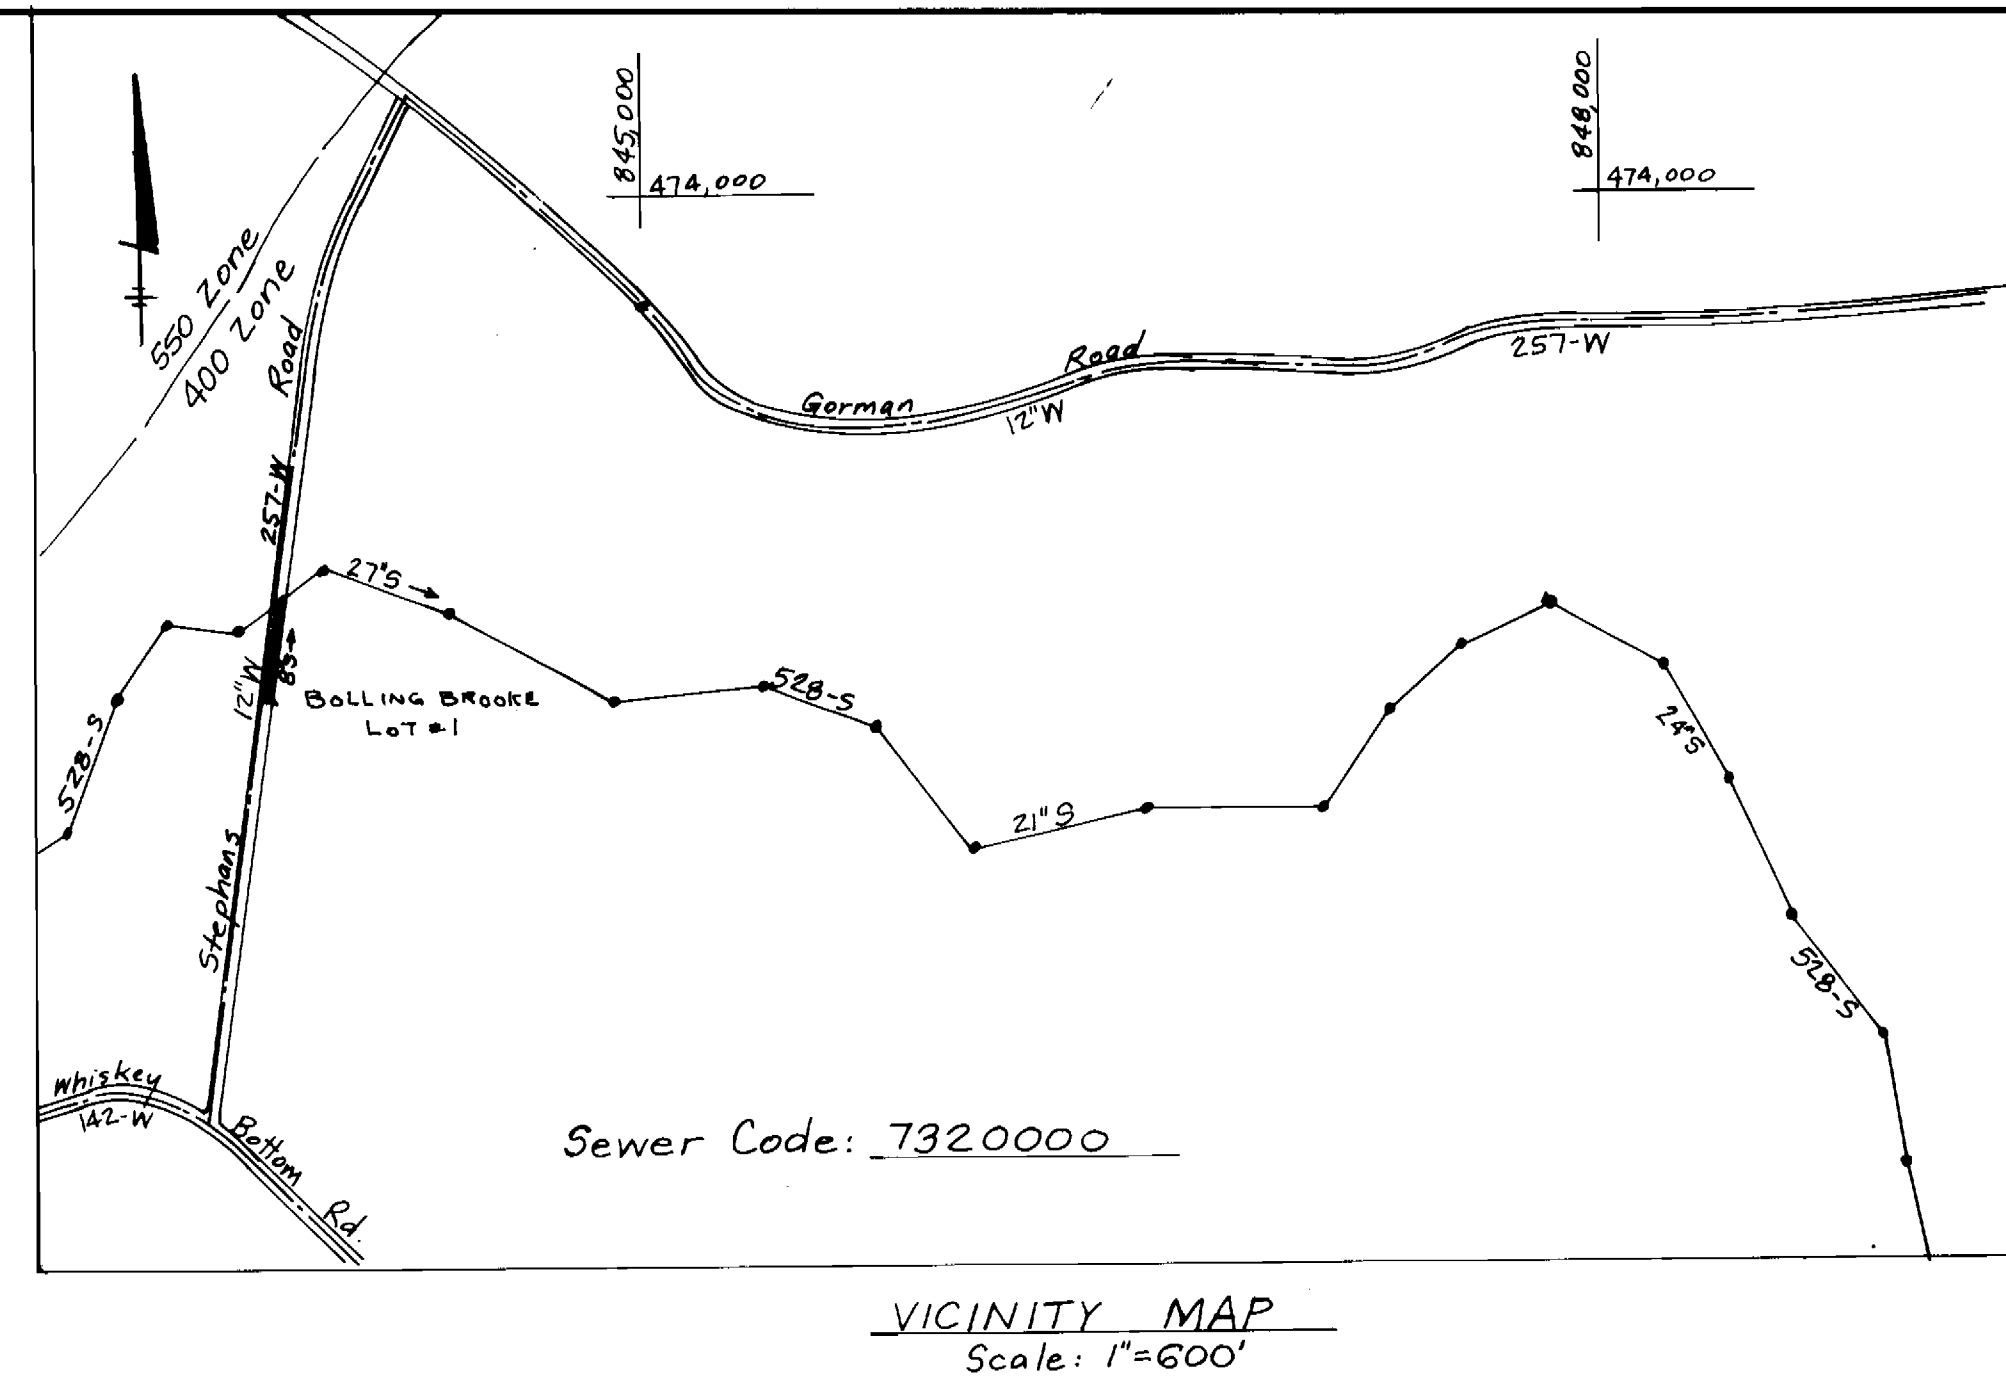 845,000
474,000
848,000
474,000
550 Zone
400 Zone
Road
257-W
Gorman
Road
12"W
257-W
27"S
528-S
12"W
8S
BOLLING BROOKE
LOT #1
528-S
21"S
24"S
528-S
Stephans
Whiskey
142-W
Bottom
Rd.
Sewer Code: 7320000
VICINITY MAP
Scale: 1"=600'